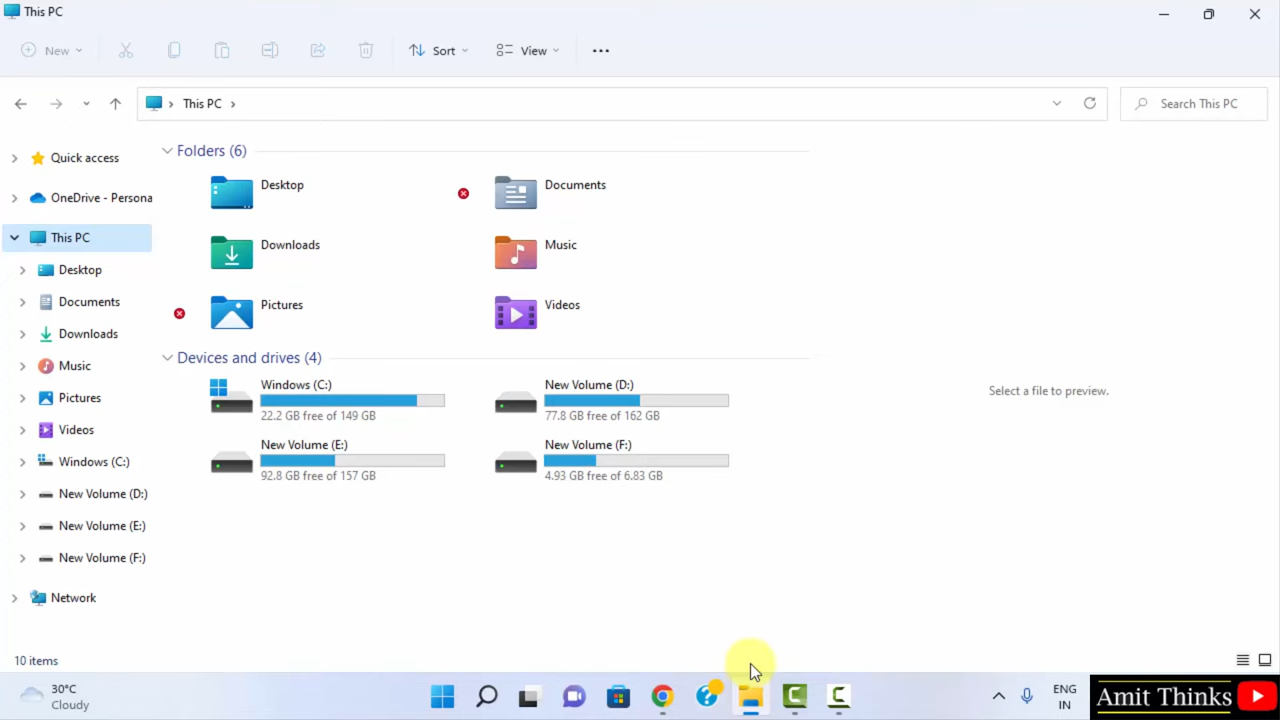 This PC
New
Sort
View
This PC
Search This PC
Quick access
OneDrive - Persona
This PC
Desktop
Documents
Downloads
Music
Pictures
Videos
Windows (C:)
New Volume (D:)
New Volume (E:)
New Volume (F:)
Network
Folders (6)
Desktop
Documents
Downloads
Music
Pictures
Videos
Devices and drives (4)
Windows (C:)
22.2 GB free of 149 GB
New Volume (D:)
77.8 GB free of 162 GB
New Volume (E:)
92.8 GB free of 157 GB
New Volume (F:)
4.93 GB free of 6.83 GB
Select a file to preview.
10 items
30°C
Cloudy
ENG
IN
Amit Thinks